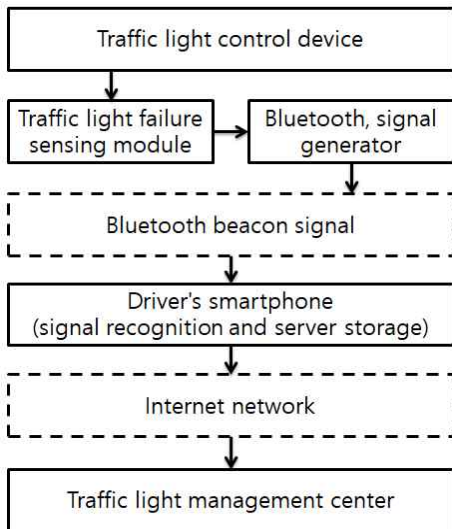 Traffic light control device
Traffic light failure
sensing module
Bluetooth, signal
generator
Bluetooth beacon signal
Driver's smartphone
(signal recognition and server storage)
Internet network
Traffic light management center